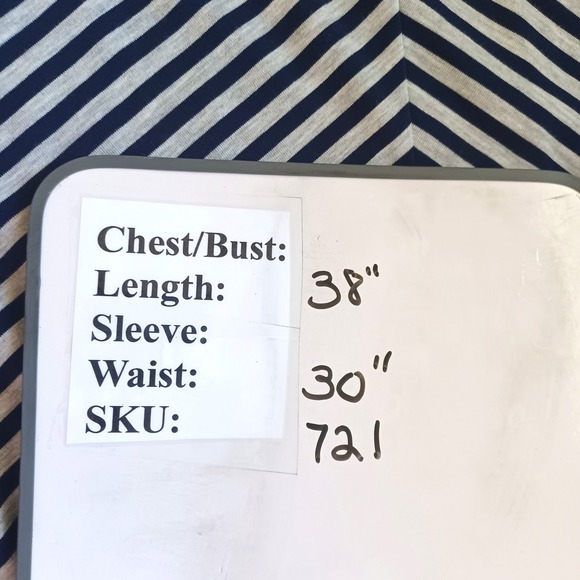 Chest/Bust:
Length: 38"
Sleeve:
Waist: 30"
SKU: 721